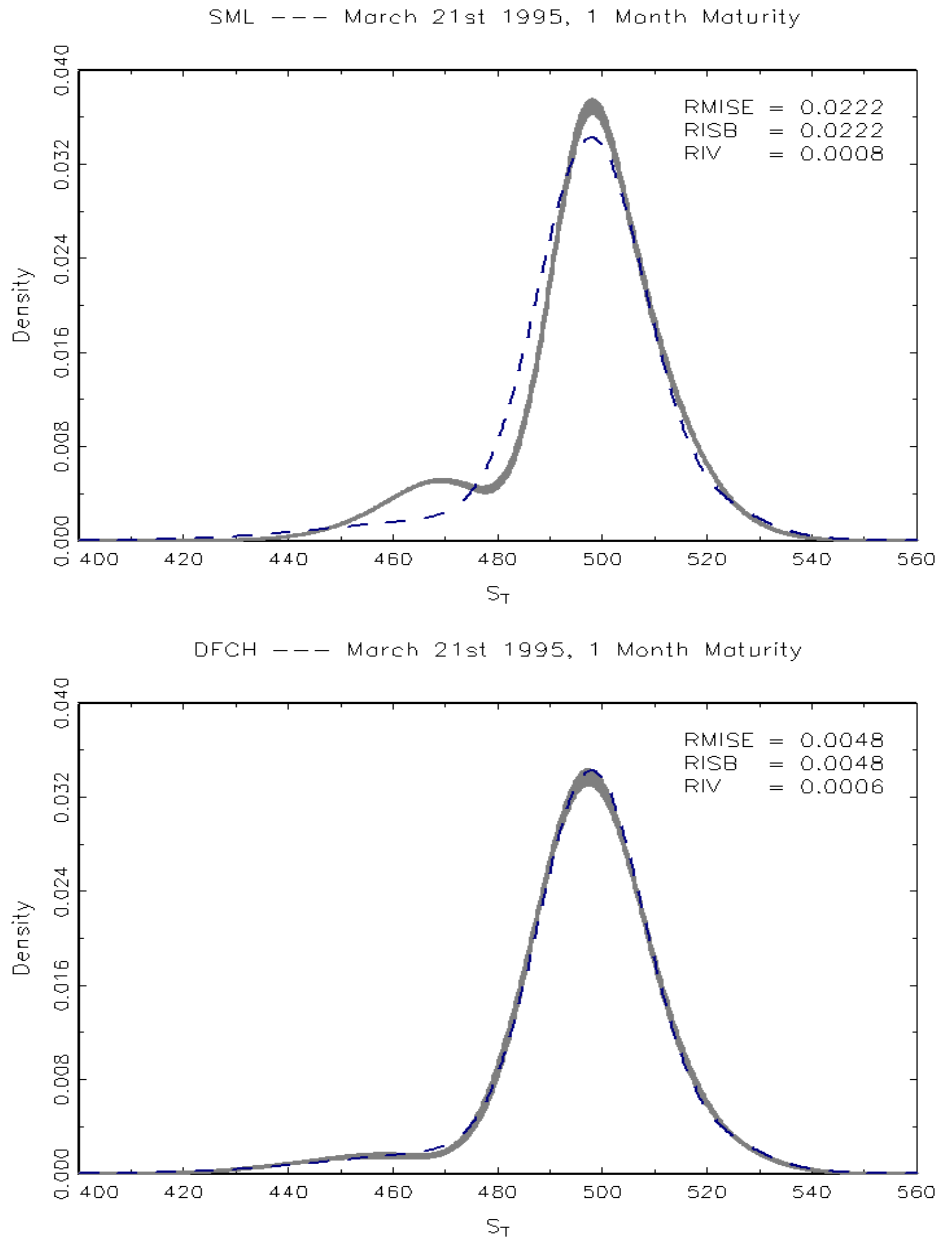 SML --- March 21st 1995, 1 Month Maturity
RMISE = 0.0222
RISB = 0.0222
RIV = 0.0008
Density
0.040
0.032
0.024
0.016
0.008
0.000
400 420 440 460 480 500 520 540 560
S_T
DFCH --- March 21st 1995, 1 Month Maturity
RMISE = 0.0048
RISB = 0.0048
RIV = 0.0006
Density
0.040
0.032
0.024
0.016
0.008
0.000
400 420 440 460 480 500 520 540 560
S_T